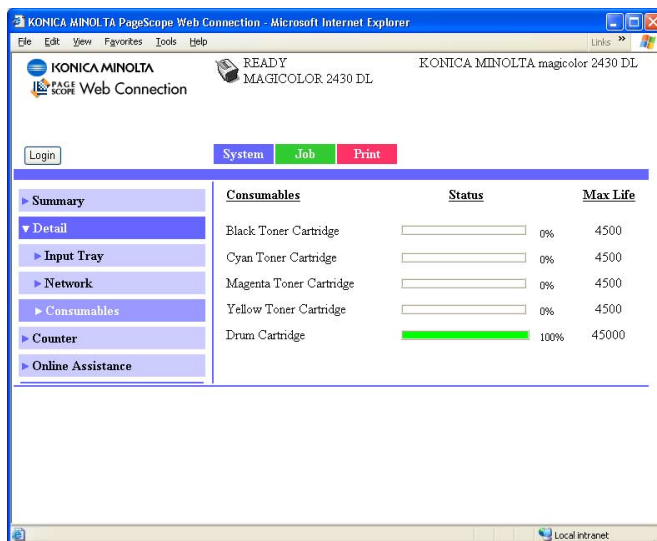 KONICA MINOLTA PageScope Web Connection - Microsoft Internet Explorer
File Edit View Favorites Tools Help Links »
KONICA MINOLTA
PAGE SCOPE Web Connection
READY
MAGICOLOR 2430 DL
KONICA MINOLTA magicolor 2430 DL
Login
System Job Print
Summary
Detail
Input Tray
Network
Consumables
Counter
Online Assistance
Consumables Status Max Life
Black Toner Cartridge 0% 4500
Cyan Toner Cartridge 0% 4500
Magenta Toner Cartridge 0% 4500
Yellow Toner Cartridge 0% 4500
Drum Cartridge 100% 45000
Local intranet